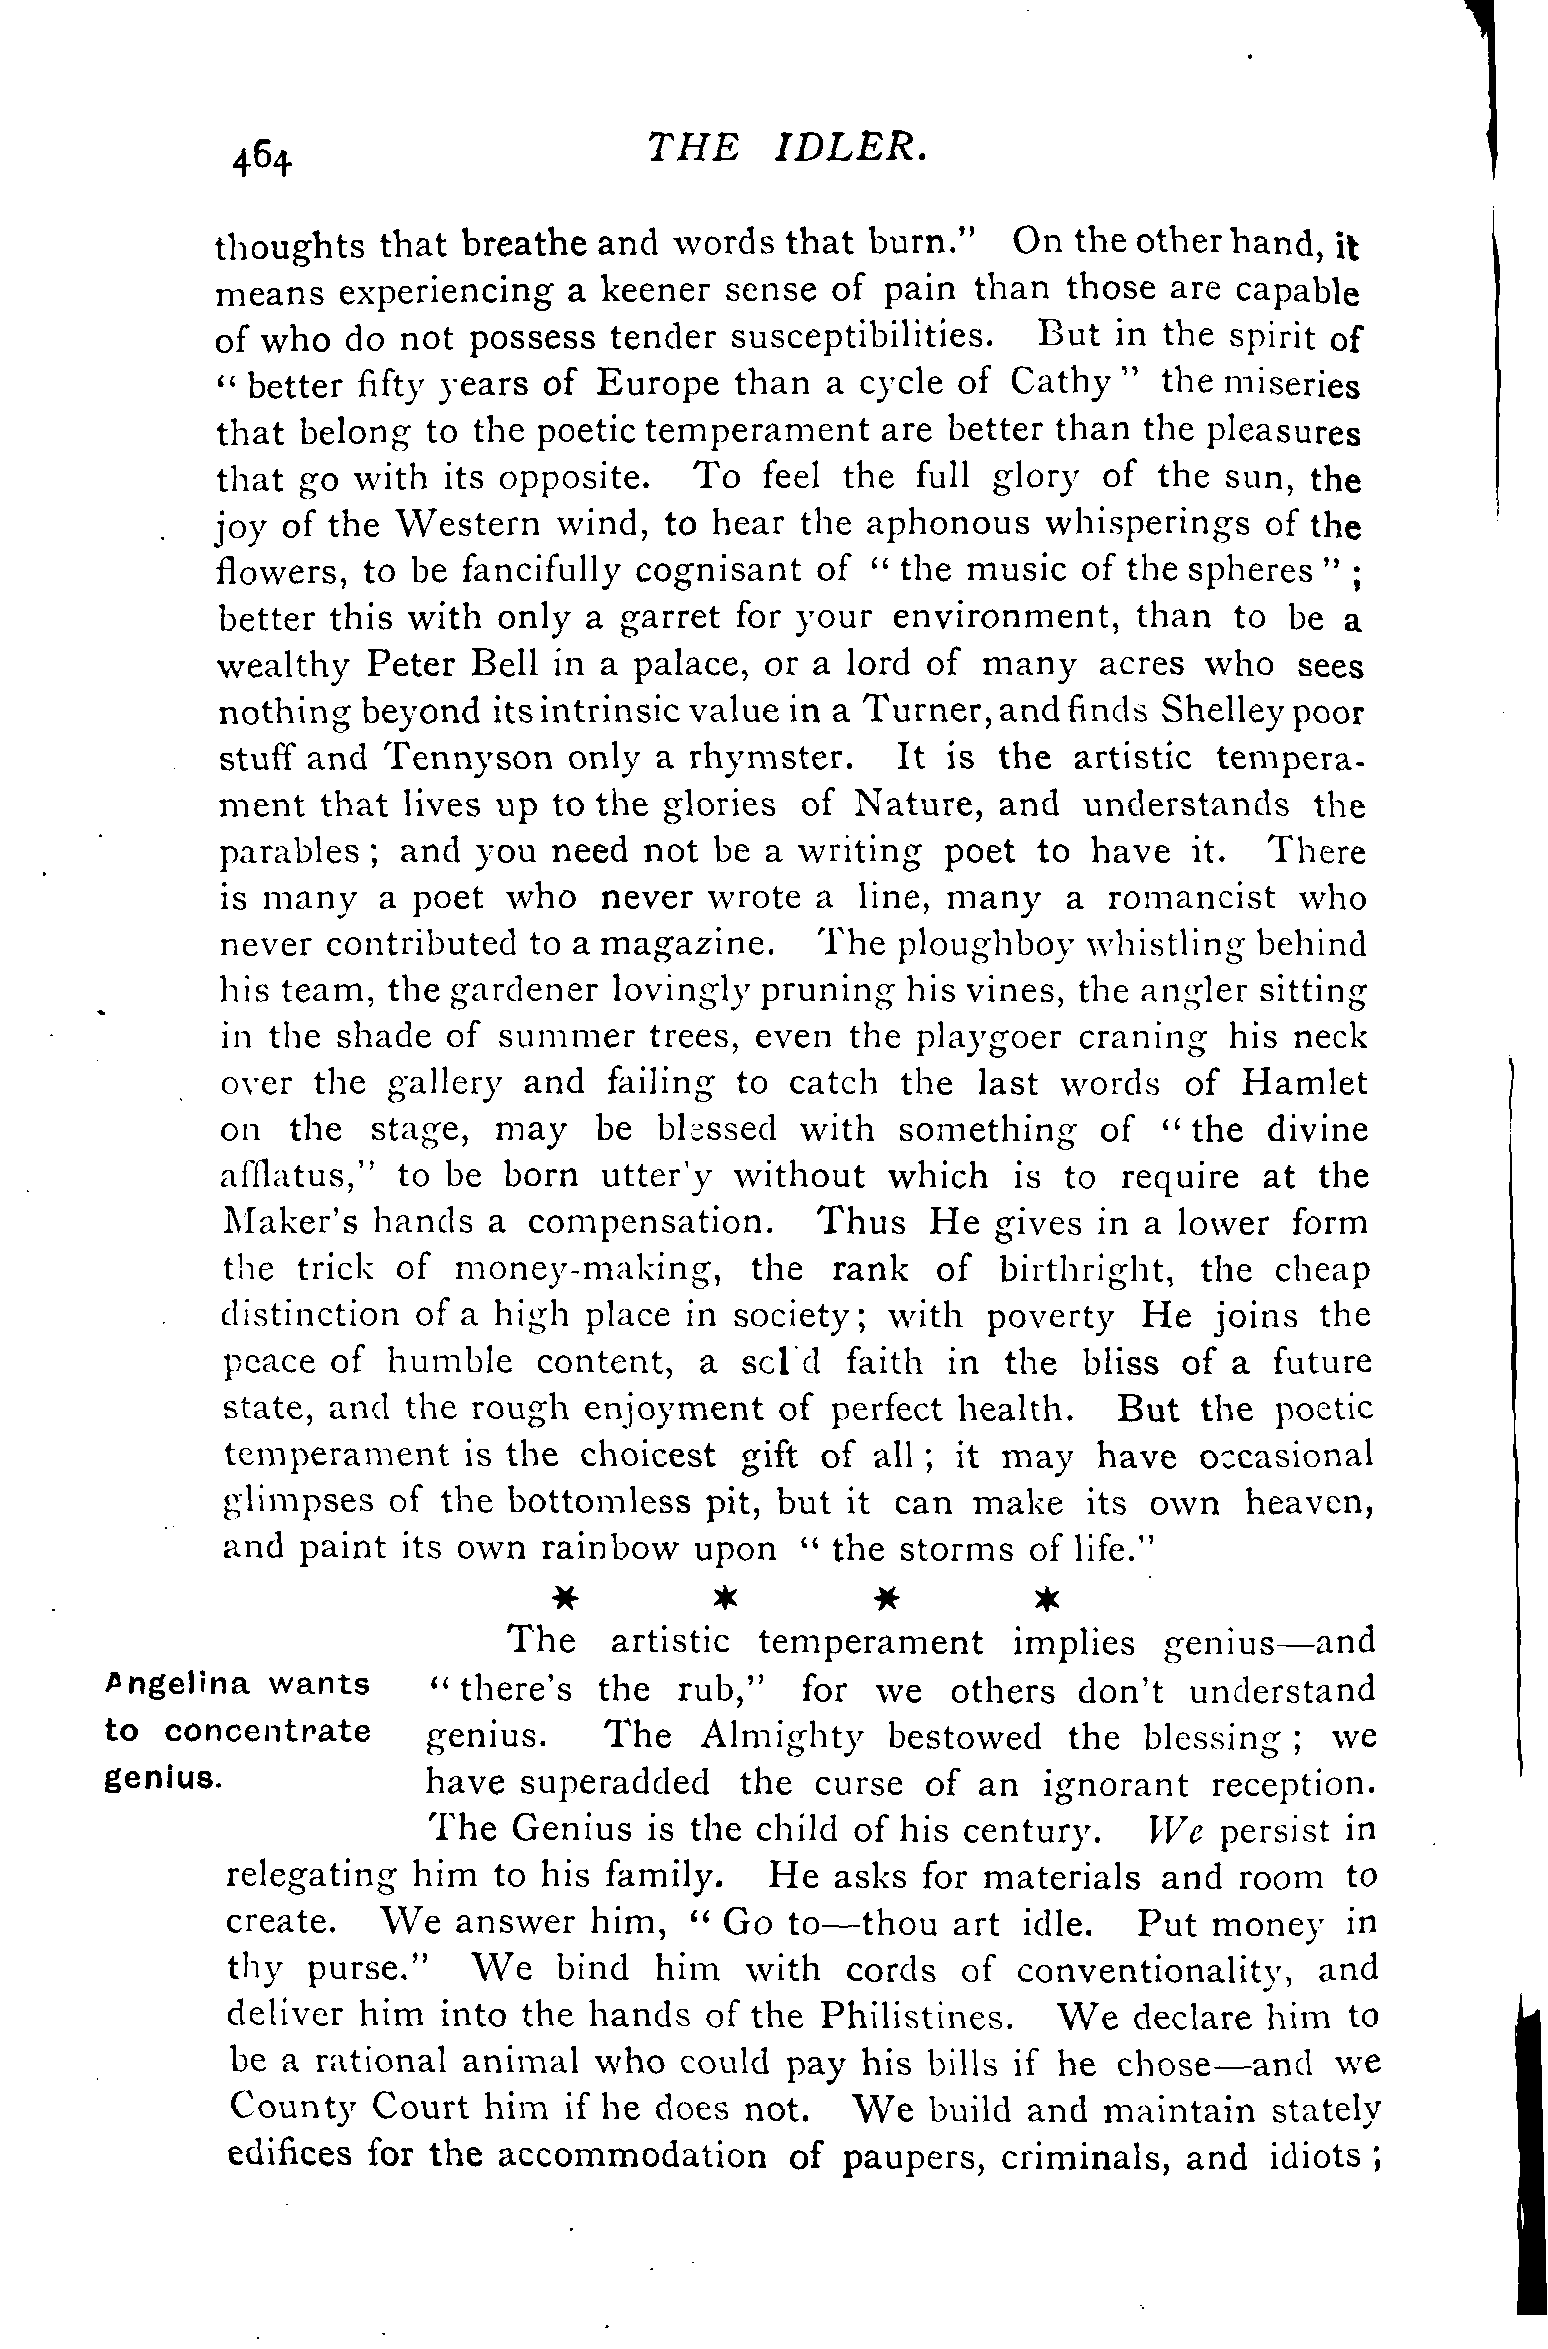 464
THE IDLER.
thoughts that breathe and words that burn.” On the other hand, it
means experiencing a keener sense of pain than those are capable
of who do not possess tender susceptibilities. But in the spirit of
“ better fifty years of Europe than a cycle of Cathy ” the miseries
that belong to the poetic temperament are better than the pleasures
that go with its opposite. To feel the full glory of the sun, the
joy of the Western wind, to hear the aphonous whisperings of the
flowers, to be fancifully cognisant of “ the music of the spheres ” ;
better this with only a garret for your environment, than to be a
wealthy Peter Bell in a palace, or a lord of many acres who sees
nothing beyond its intrinsic value in a Turner, and finds Shelley poor
stuff and Tennyson only a rhymster. It is the artistic tempera-
ment that lives up to the glories of Nature, and understands the
parables ; and you need not be a writing poet to have it. There
is many a poet who never wrote a line, many a romancist who
never contributed to a magazine. The ploughboy whistling behind
his team, the gardener lovingly pruning his vines, the angler sitting
in the shade of summer trees, even the playgoer craning his neck
over the gallery and failing to catch the last words of Hamlet
on the stage, may be blessed with something of “ the divine
afflatus,” to be born utter'y without which is to require at the
Maker's hands a compensation. Thus He gives in a lower form
the trick of money-making, the rank of birthright, the cheap
distinction of a high place in society; with poverty He joins the
peace of humble content, a sol'd faith in the bliss of a future
state, and the rough enjoyment of perfect health. But the poetic
temperament is the choicest gift of all ; it may have occasional
glimpses of the bottomless pit, but it can make its own heaven,
and paint its own rainbow upon “ the storms of life.”
* * * *
The artistic temperament implies genius—and
Angelina wants “ there's the rub,” for we others don't understand
to concentrate genius. The Almighty bestowed the blessing ; we
genius. have superadded the curse of an ignorant reception.
The Genius is the child of his century. We persist in
relegating him to his family. He asks for materials and room to
create. We answer him, “ Go to—thou art idle. Put money in
thy purse.” We bind him with cords of conventionality, and
deliver him into the hands of the Philistines. We declare him to
be a rational animal who could pay his bills if he chose—and we
County Court him if he does not. We build and maintain stately
edifices for the accommodation of paupers, criminals, and idiots ;